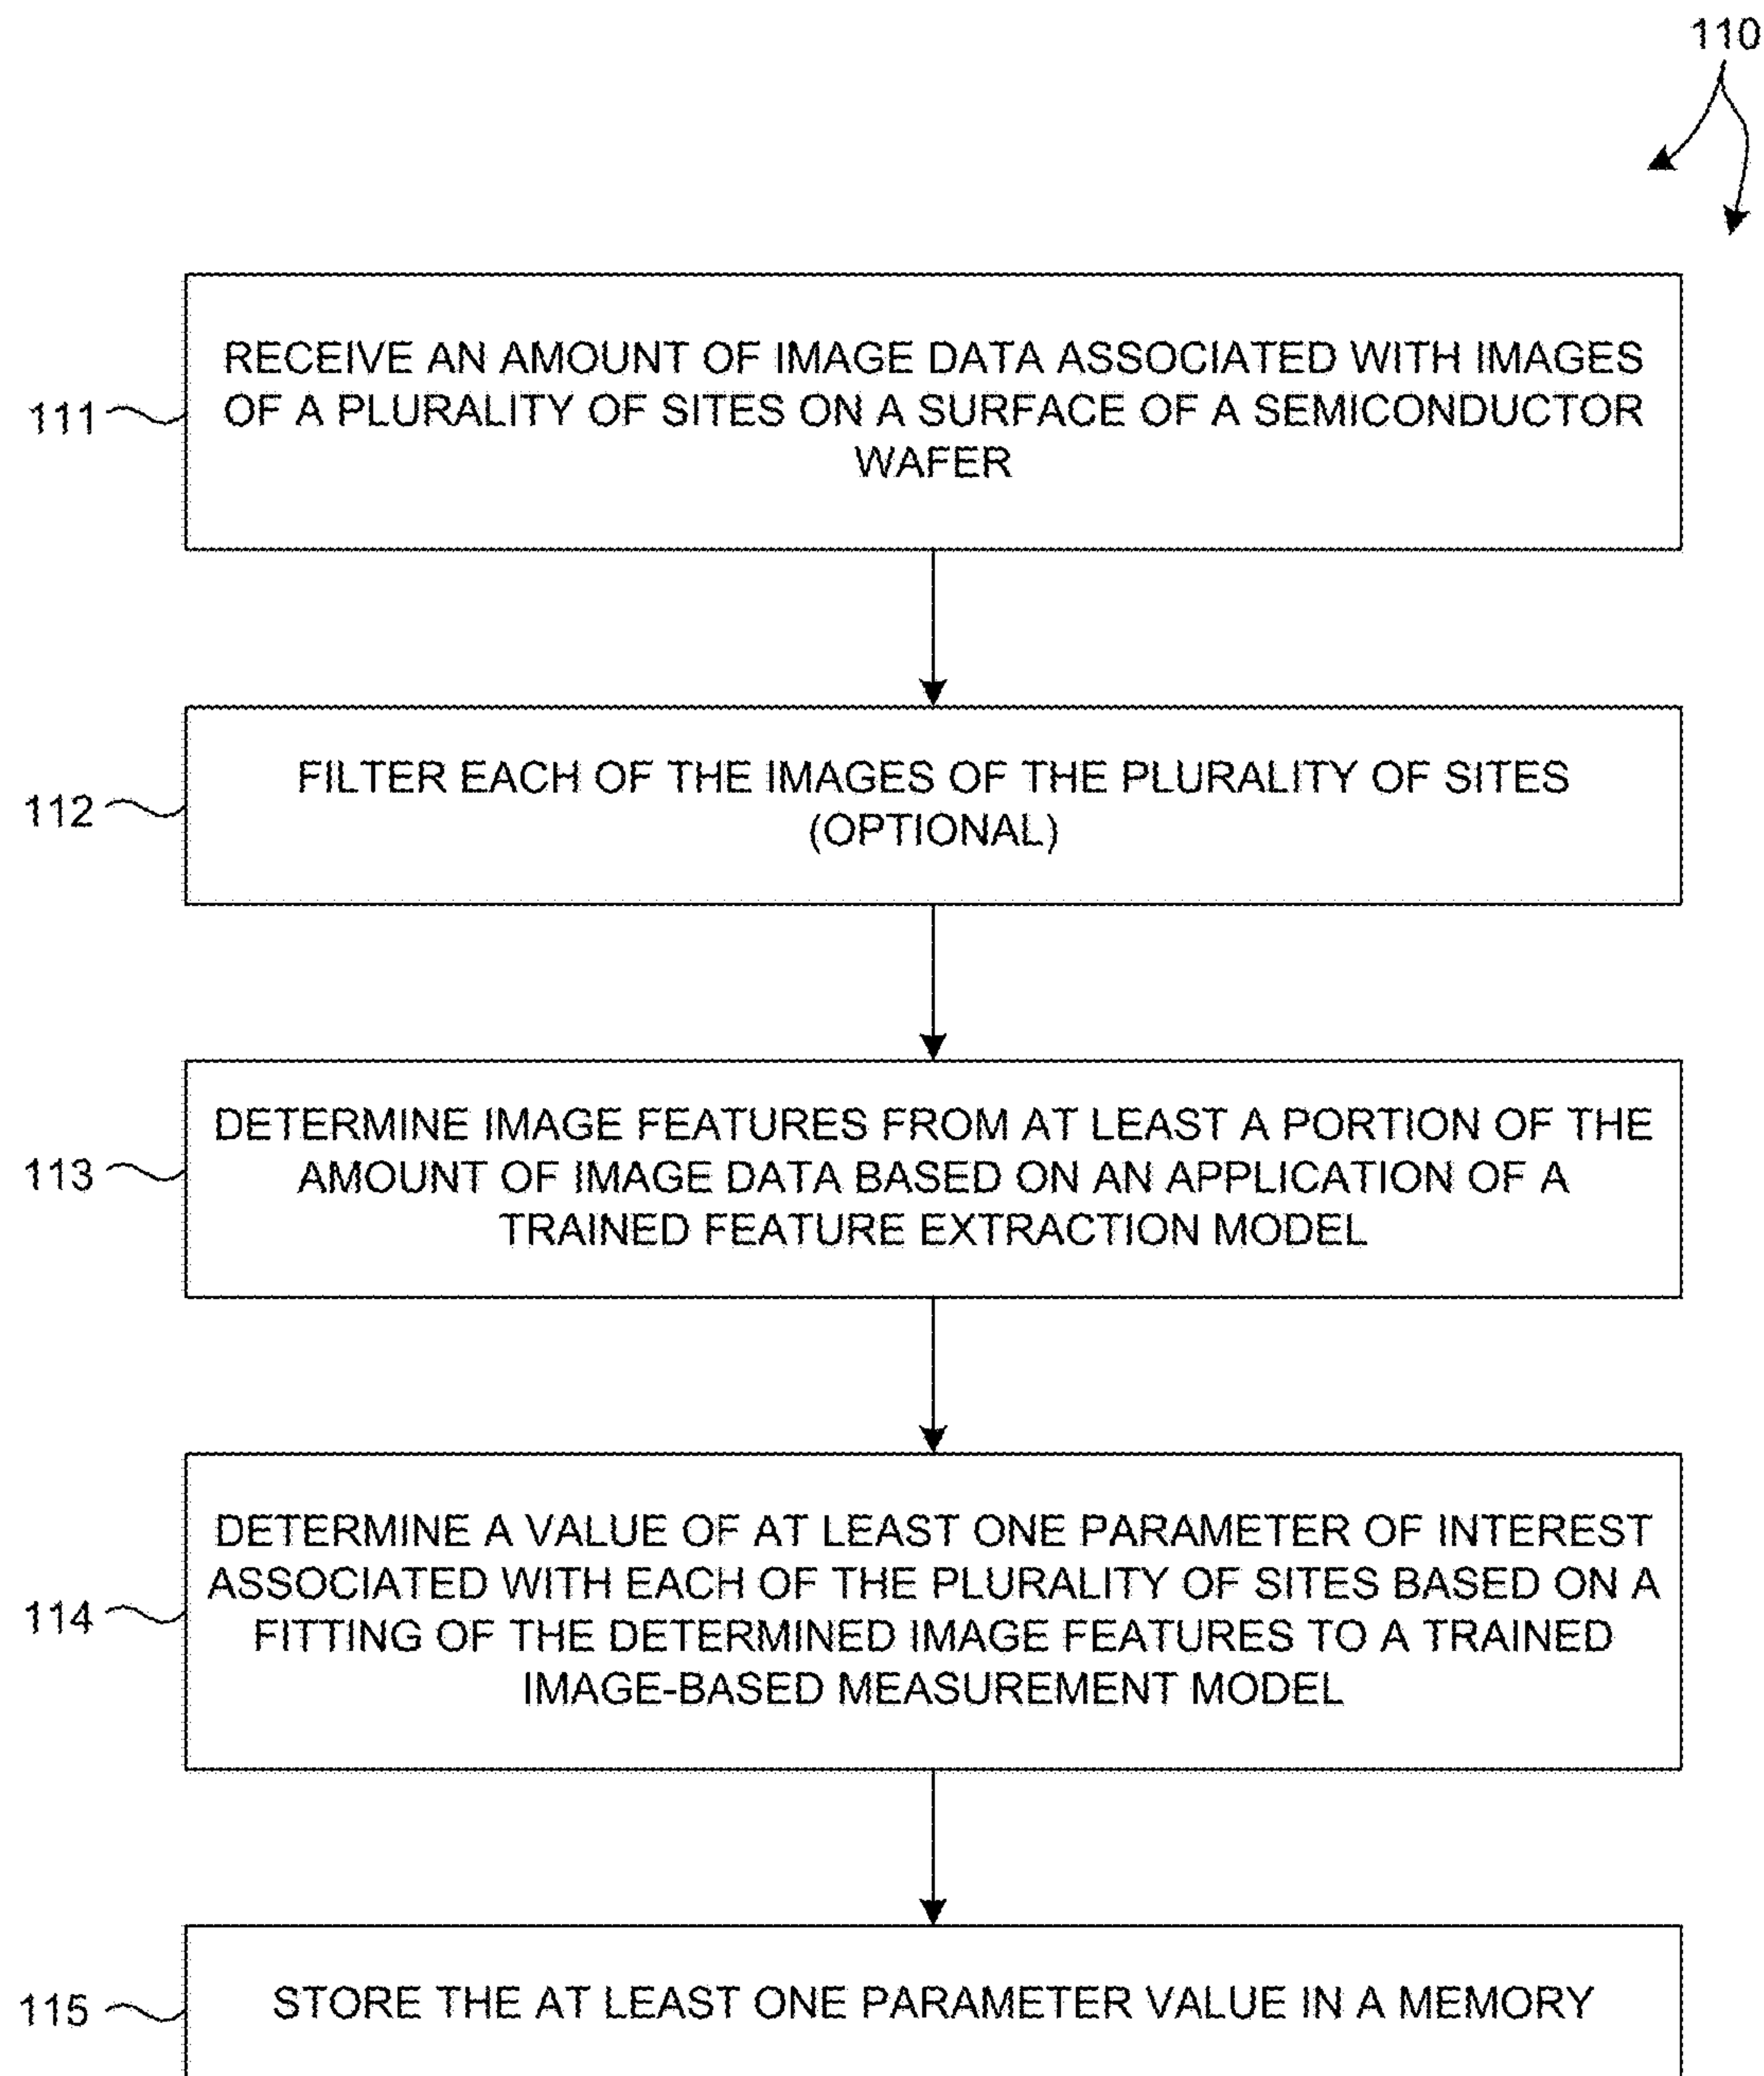 110
111
RECEIVE AN AMOUNT OF IMAGE DATA ASSOCIATED WITH IMAGES
OF A PLURALITY OF SITES ON A SURFACE OF A SEMICONDUCTOR
WAFER
112
FILTER EACH OF THE IMAGES OF THE PLURALITY OF SITES
(OPTIONAL)
113
DETERMINE IMAGE FEATURES FROM AT LEAST A PORTION OF THE
AMOUNT OF IMAGE DATA BASED ON AN APPLICATION OF A
TRAINED FEATURE EXTRACTION MODEL
114
DETERMINE A VALUE OF AT LEAST ONE PARAMETER OF INTEREST
ASSOCIATED WITH EACH OF THE PLURALITY OF SITES BASED ON A
FITTING OF THE DETERMINED IMAGE FEATURES TO A TRAINED
IMAGE-BASED MEASUREMENT MODEL
115
STORE THE AT LEAST ONE PARAMETER VALUE IN A MEMORY